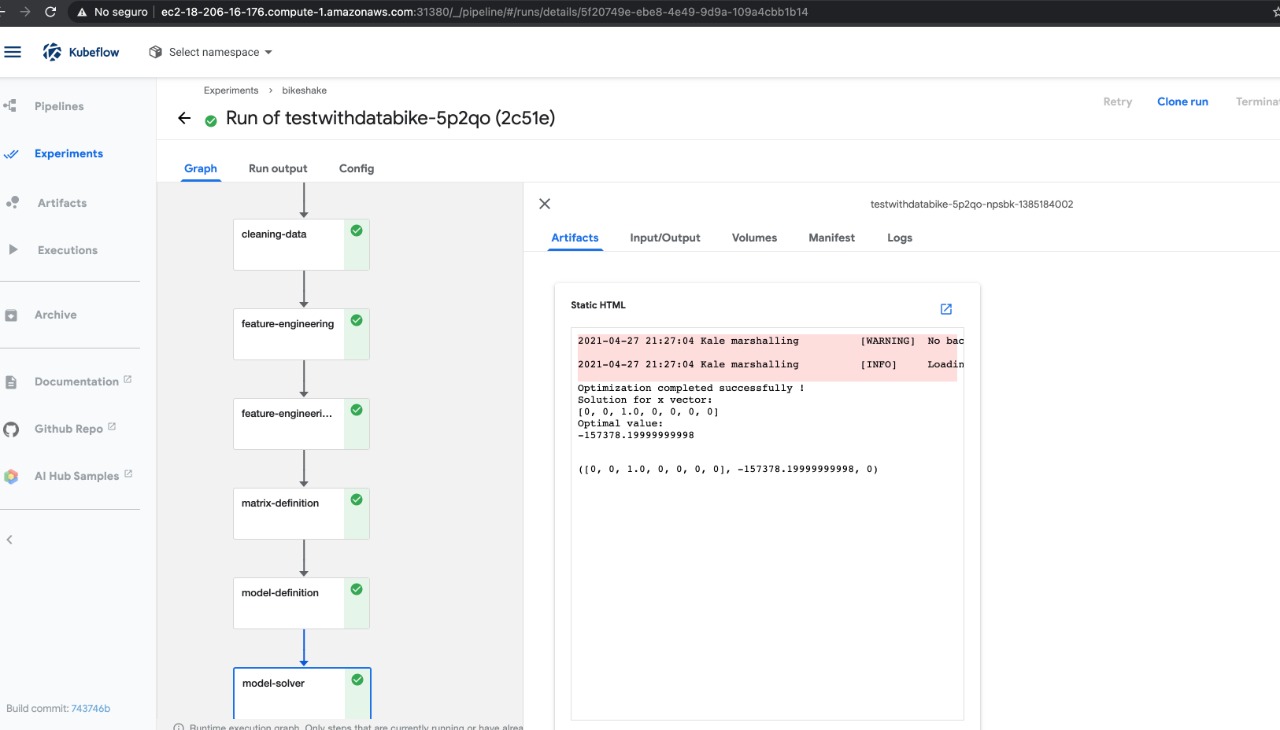 No seguro
ec2-18-206-16-176.compute-1.amazonaws.com:31380/_/pipeline/#/runs/details/5f20749e-ebe8-4e49-9d9a-109a4cbb1b14
Kubeflow
Select namespace
Experiments > bikeshake
Run of testwithdatabike-5p2qo (2c51e)
Retry
Clone run
Graph
Run output
Config
Pipelines
Experiments
Artifacts
Executions
Archive
Documentation
Github Repo
AI Hub Samples
Build commit: 743746b
cleaning-data
feature-engineering
feature-engineeri...
matrix-definition
model-definition
model-solver
Runtime execution graph. Only steps that are currently running or have
testwithdatabike-5p2qo-npsbk-1385184002
Artifacts
Input/Output
Volumes
Manifest
Logs
Static HTML
2021-04-27 21:27:04 Kale marshalling [WARNING] No
2021-04-27 21:27:04 Kale marshalling [INFO]
Optimization completed successfully !
Solution for x vector:
[0, 0, 1.0, 0, 0, 0, 0]
Optimal value:
-157378.19999999998
([0, 0, 1.0, 0, 0, 0, 0], -157378.19999999998, 0)